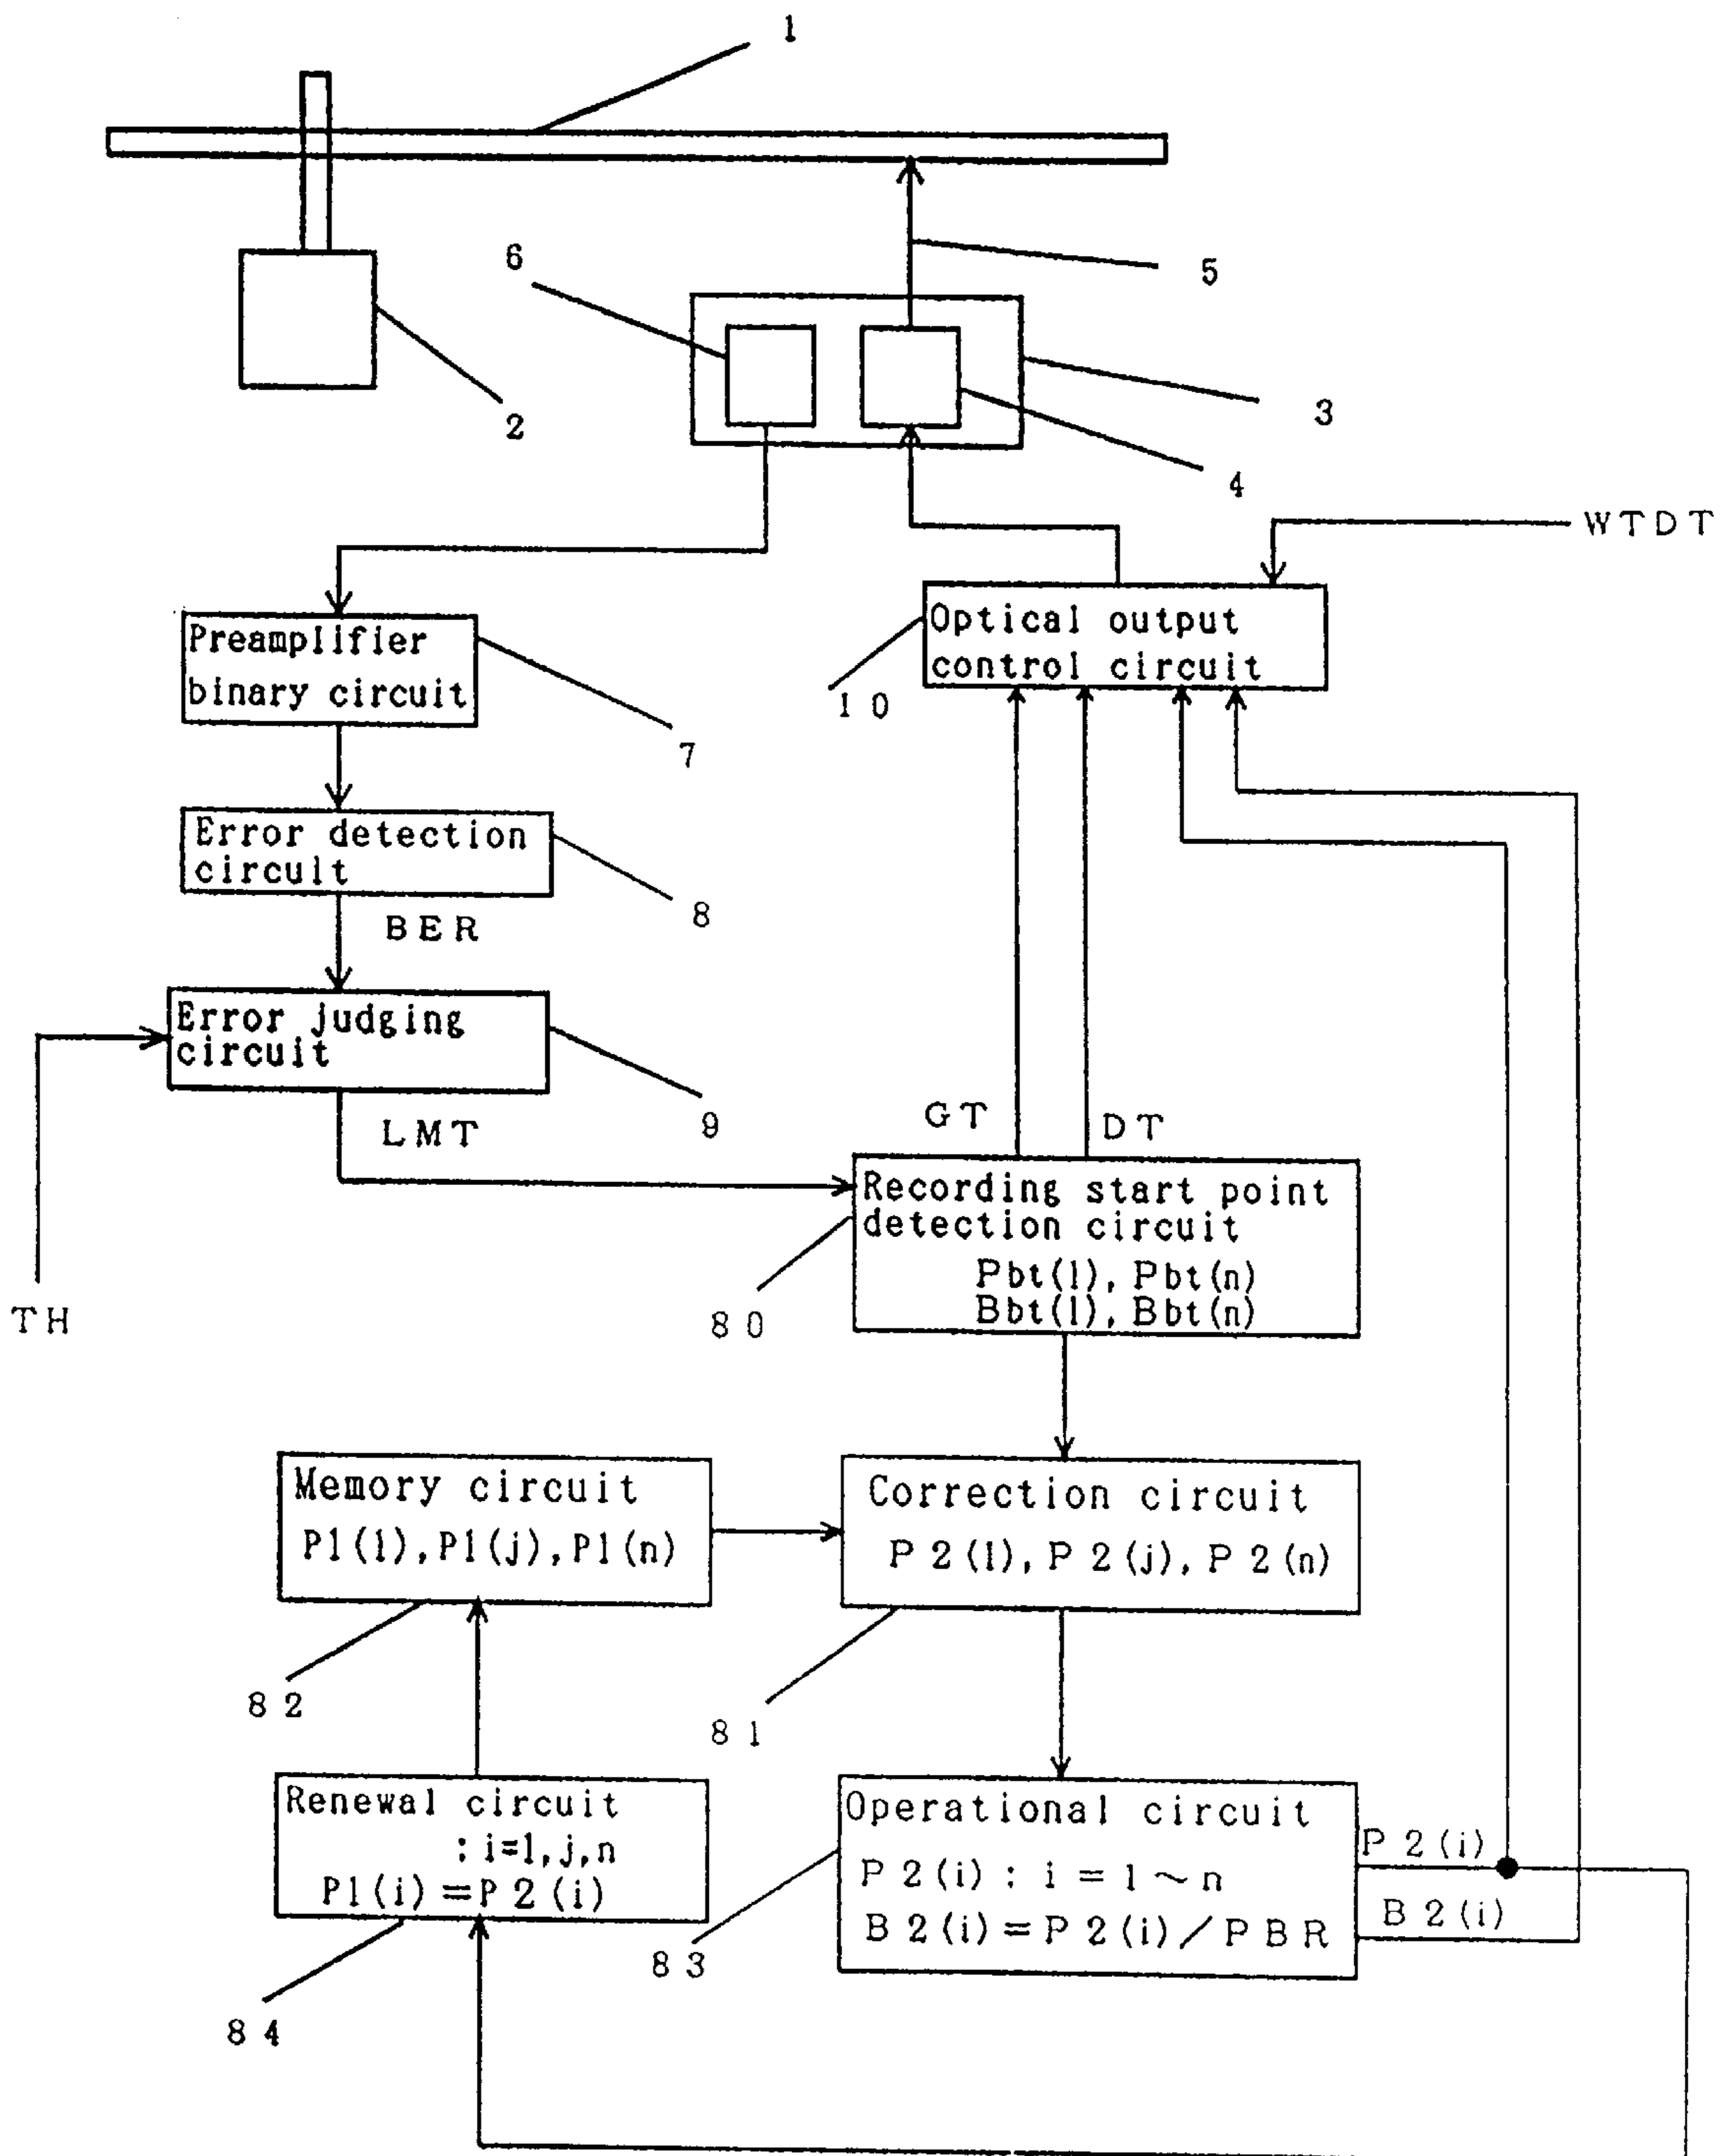 1
6
5
2
3
4
WTDT
Preamplifier
binary circuit
7
Optical output
control circuit
10
Error detection
circuit
8
BER
Error judging
circuit
9
LMT
TH
GT
DT
Recording start point
detection circuit
Pbt(1), Pbt(n)
Bbt(1), Bbt(n)
80
Memory circuit
P1(1), P1(j), P1(n)
82
Correction circuit
P2(1), P2(j), P2(n)
81
Renewal circuit
: i=1, j, n
P1(i)=P2(i)
84
Operational circuit
P2(i) : i=1~n
B2(i)=P2(i)/PBR
83
P2(i)
B2(i)